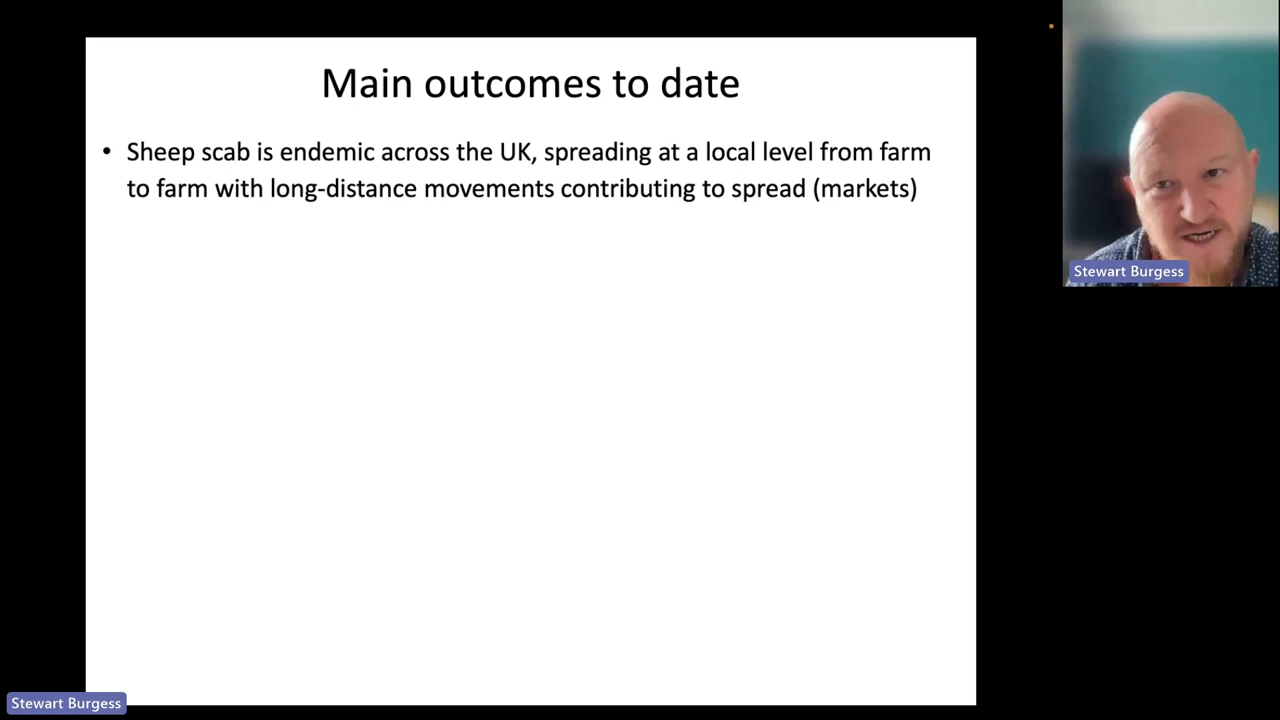 Main outcomes to date
• Sheep scab is endemic across the UK, spreading at a local level from farm
to farm with long-distance movements contributing to spread (markets)
Stewart Burgess
Stewart Burgess